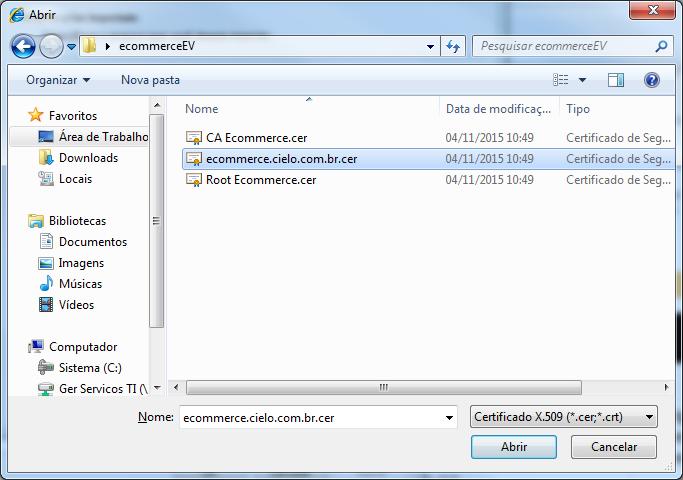 Abrir
ecommerceEV
Pesquisar ecommerceEV
Organizar
Nova pasta
Nome
Data de modificaç...
Tipo
Favoritos
Área de Trabalho
Downloads
Locais
Bibliotecas
Documentos
Imagens
Músicas
Vídeos
Computador
Sistema (C:)
Ger Servicos TI (\
CA Ecommerce.cer
04/11/2015 10:49
Certificado de Seg...
ecommerce.cielo.com.br.cer
04/11/2015 10:49
Certificado de Seg...
Root Ecommerce.cer
04/11/2015 10:49
Certificado de Seg...
Nome:
ecommerce.cielo.com.br.cer
Certificado X.509 (*.cer;*.crt)
Abrir
Cancelar